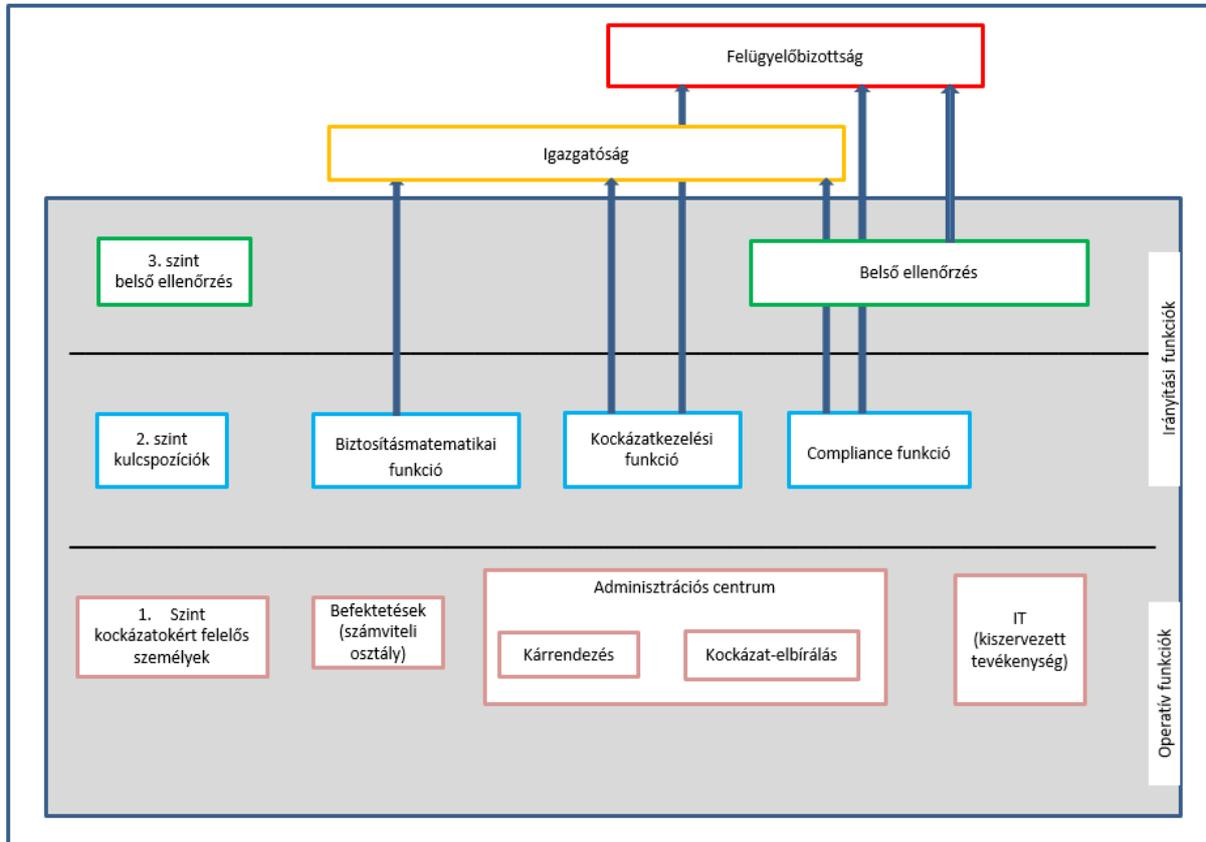 Felügyelőbizottság
Igazgatóság
3. szint
belső ellenőrzés
Belső ellenőrzés
Irányítási funkciók
2. szint
kulcspozíciók
Biztosításmatematikai
funkció
Kockázatkezelési
funkció
Compliance funkció
1. Szint
kockázatokért felelős
személyek
Befektetések
(számviteli
osztály)
Adminisztrációs centrum
Kárrendezés
Kockázat-elbírálás
IT
(kiszervezett
tevékenység)
Operatív funkciók